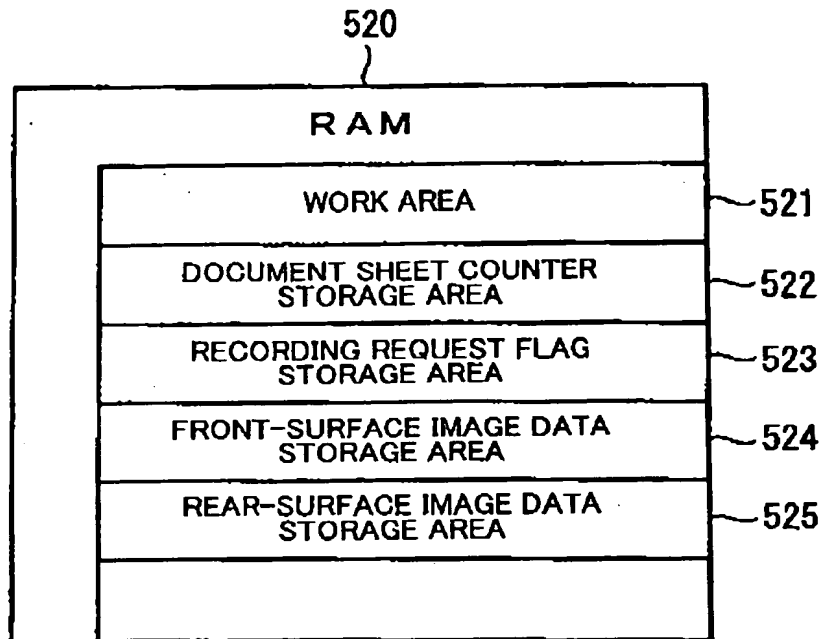 520
RAM
WORK AREA
521
DOCUMENT SHEET COUNTER
STORAGE AREA
522
RECORDING REQUEST FLAG
STORAGE AREA
523
FRONT-SURFACE IMAGE DATA
STORAGE AREA
524
REAR-SURFACE IMAGE DATA
STORAGE AREA
525